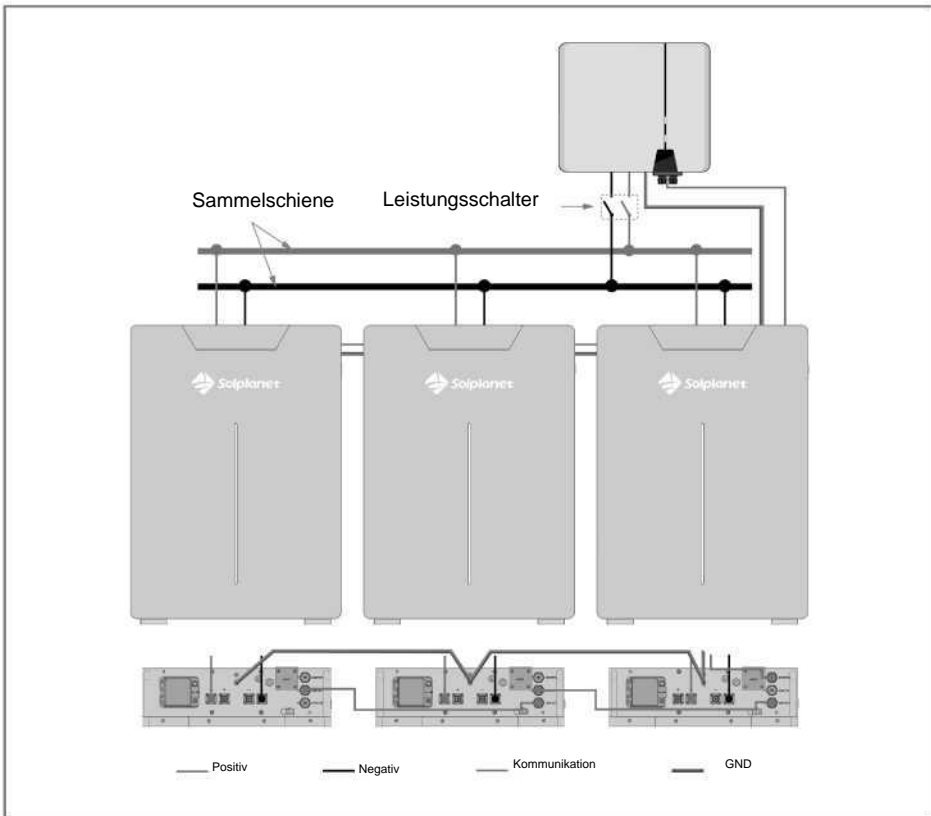 Sammelschiene
Leistungsschalter
Solplanet
Solplanet
Solplanet
Positiv
Negativ
Kommunikation
GND